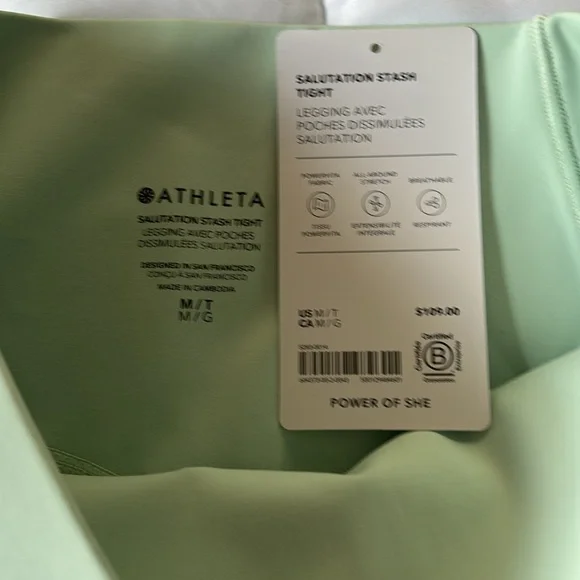 ATHLETA
SALUTATION STASH TIGHT
LEGGING AVEC POCHES
DISSIMULÉES SALUTATION
DESIGNED IN SAN FRANCISCO
CONÇU À SAN FRANCISCO
MADE IN CAMBODIA
M/T
M/G
SALUTATION STASH
TIGHT
LEGGING AVEC
POCHES DISSIMULÉES
SALUTATION
POWERVITA
FABRIC
ALL-AROUND
STRETCH
BREATHABLE
TISSU
POWERVITA
EXTENSIBILITÉ
INTÉGRALE
RESPIRANT
US M/T
CA M/G
$109.00
Certified
B
Entreprise
POWER OF SHE